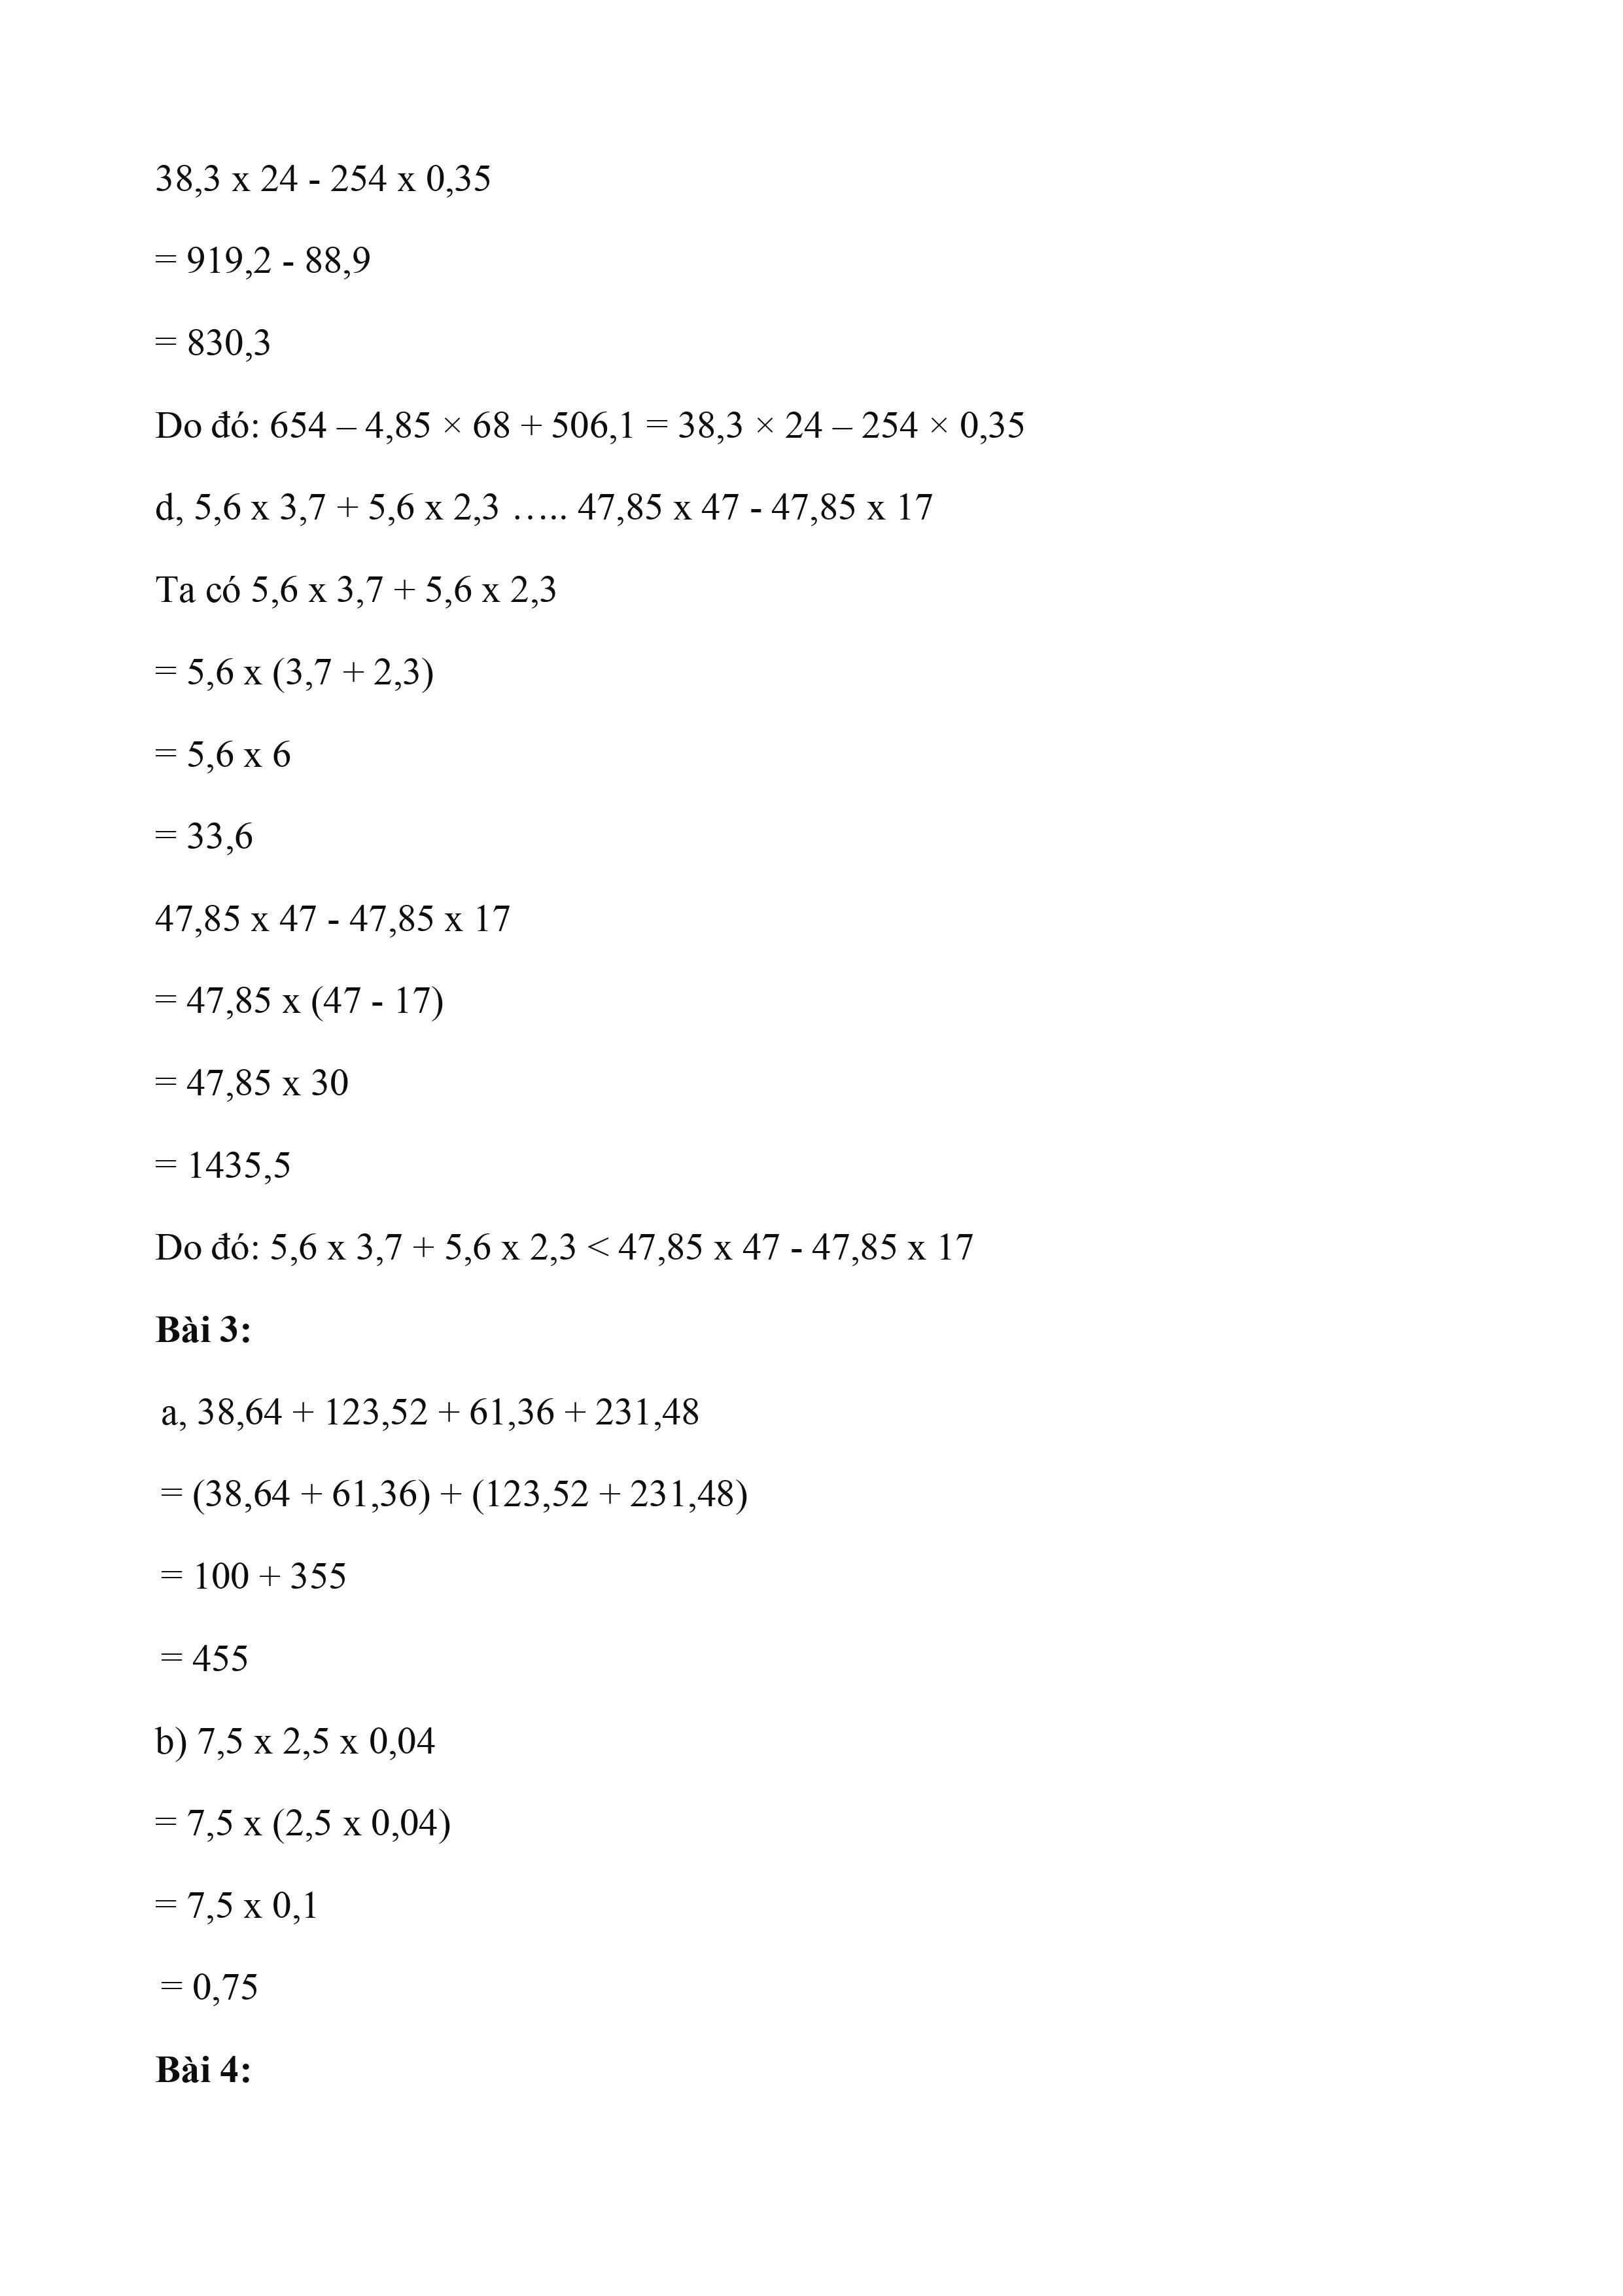 38,3 x 24 - 254 x 0,35
= 919,2 - 88,9
= 830,3
Do đó: 654 – 4,85 × 68 + 506,1 = 38,3 × 24 – 254 × 0,35
d, 5,6 x 3,7 + 5,6 x 2,3 ….. 47,85 x 47 - 47,85 x 17
Ta có 5,6 x 3,7 + 5,6 x 2,3
= 5,6 x (3,7 + 2,3)
= 5,6 x 6
= 33,6
47,85 x 47 - 47,85 x 17
= 47,85 x (47 - 17)
= 47,85 x 30
= 1435,5
Do đó: 5,6 x 3,7 + 5,6 x 2,3 < 47,85 x 47 - 47,85 x 17
Bài 3:
a, 38,64 + 123,52 + 61,36 + 231,48
= (38,64 + 61,36) + (123,52 + 231,48)
= 100 + 355
= 455
b) 7,5 x 2,5 x 0,04
= 7,5 x (2,5 x 0,04)
= 7,5 x 0,1
= 0,75
Bài 4: